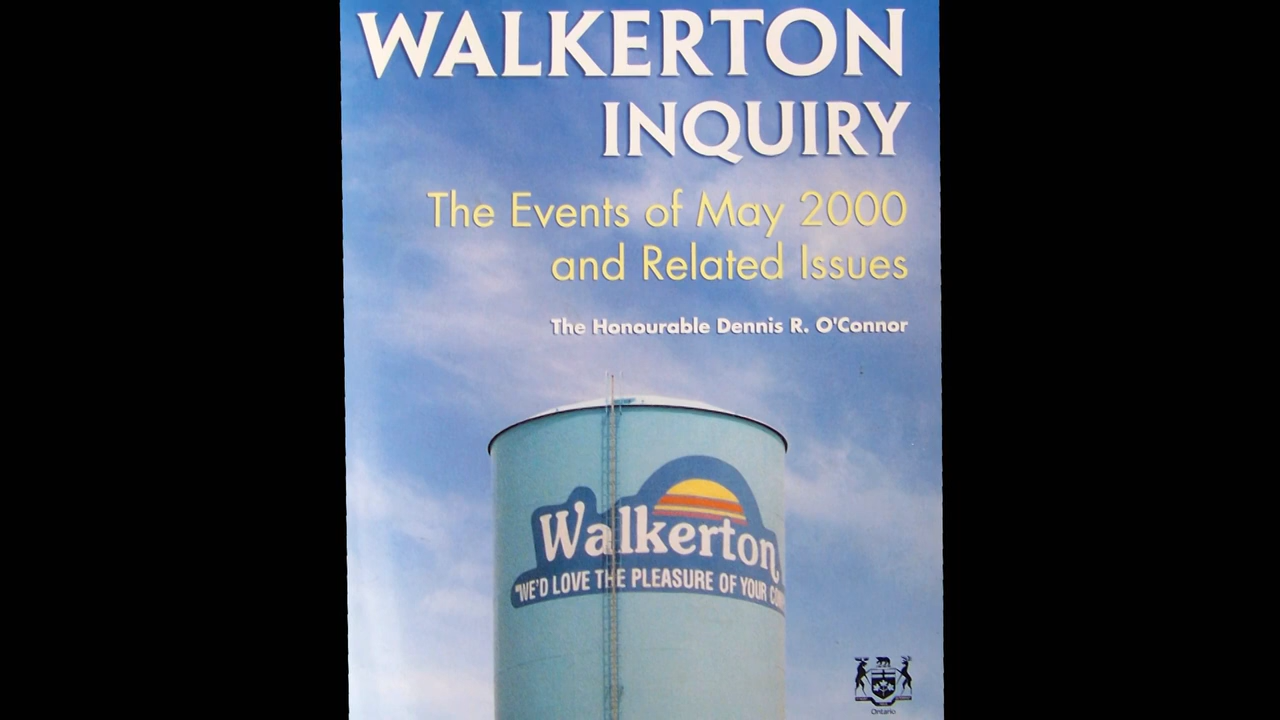 WALKERTON
INQUIRY
The Events of May 2000
and Related Issues
The Honourable Dennis R. O'Connor
Walkerton
"WE'D LOVE THE PLEASURE OF YOUR
Ontario